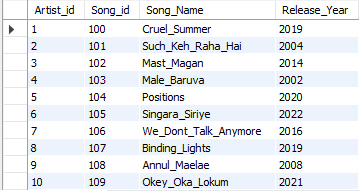 Artist_id Song_id Song_Name Release_Year
1 100 Cruel_Summer 2019
2 101 Such_Keh_Raha_Hai 2004
3 102 Mast_Magan 2014
4 103 Male_Baruva 2002
5 104 Positions 2020
6 105 Singara_Siriye 2022
7 106 We_Dont_Talk_Anymore 2016
8 107 Binding_Lights 2019
9 108 Annul_Maelae 2008
10 109 Okey_Oka_Lokum 2021